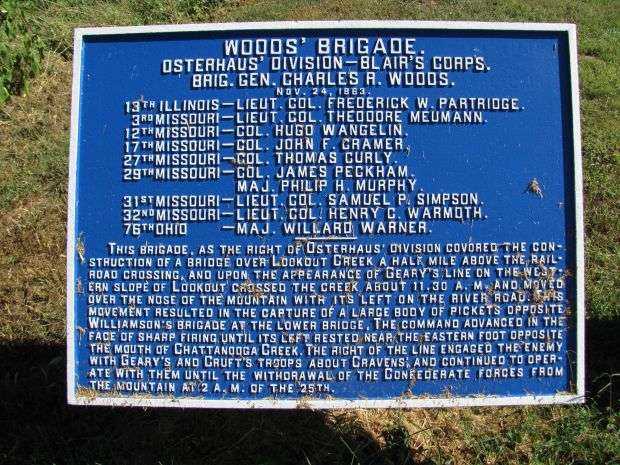 WOODS' BRIGADE.
OSTERHAUS' DIVISION—BLAIR'S CORPS.
BRIG. GEN. CHARLES R. WOODS.
NOV. 24, 1863.
13TH ILLINOIS—LIEUT. COL. FREDERICK W. PARTRIDGE.
3RD MISSOURI—LIEUT. COL. THEODORE MEUMANN.
12TH MISSOURI—COL. HUGO WANGELIN.
17TH MISSOURI—COL. JOHN F. CRAMER.
27TH MISSOURI—COL. THOMAS CURLY.
29TH MISSOURI—COL. JAMES PECKHAM.
MAJ. PHILIP H. MURPHY.
31ST MISSOURI—LIEUT. COL. SAMUEL P. SIMPSON.
32ND MISSOURI—LIEUT. COL. HENRY C. WARMOTH.
76TH OHIO—MAJ. WILLARD WARNER.
THIS BRIGADE, AS THE RIGHT OF OSTERHAUS' DIVISION COVORED THE CON-
STRUCTION OF A BRIDGE OVER LOOKOUT CREEK A HALF MILE ABOVE THE RAIL-
ROAD CROSSING, AND UPON THE APPEARANCE OF GEARY'S LINE ON THE WEST-
ERN SLOPE OF LOOKOUT CROSSED THE CREEK ABOUT 11.30 A. M. AND MOVED
OVER THE NOSE OF THE MOUNTAIN WITH ITS LEFT ON THE RIVER ROAD. THIS
MOVEMENT RESULTED IN THE CAPTURE OF A LARGE BODY OF PICKETS OPPOSITE
WILLIAMSON'S BRIGADE AT THE LOWER BRIDGE. THE COMMAND ADVANCED IN THE
FACE OF SHARP FIRING UNTIL ITS LEFT RESTED NEAR THE EASTERN FOOT OPPOSITE
THE MOUTH OF CHATTANOOGA CREEK. THE RIGHT OF THE LINE ENGAGED THE ENEMY
WITH GEARY'S AND CRUFT'S TROOPS ABOUT CRAVENS, AND CONTINUED TO OPER-
ATE WITH THEM UNTIL THE WITHDRAWAL OF THE CONFEDERATE FORCES FROM
THE MOUNTAIN AT 2 A. M. OF THE 25TH.